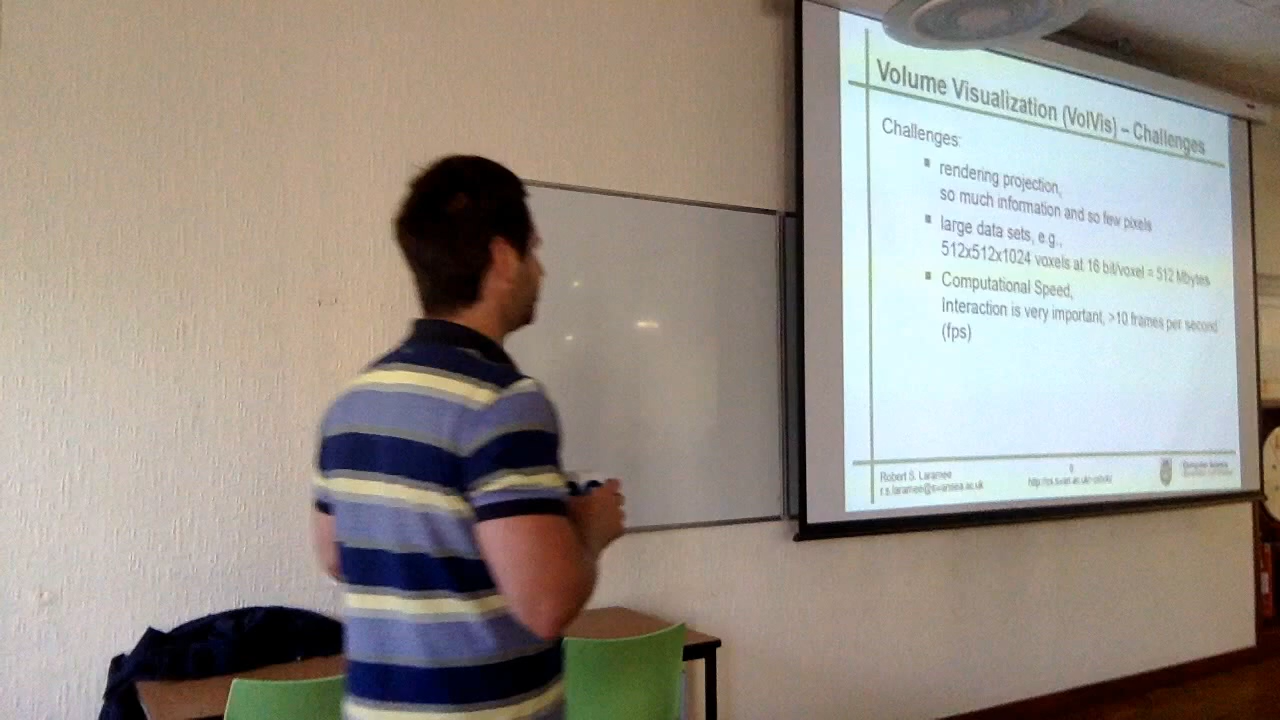 Volume Visualization (VolVis) – Challenges
Challenges:
rendering projection,
so much information and so few pixels
large data sets, e.g.,
512x512x1024 voxels at 16 bit/voxel = 512 Mbytes
Computational Speed,
Interaction is very important, >10 frames per second
(fps)
Robert S. Laramee
r.s.laramee@swansea.ac.uk